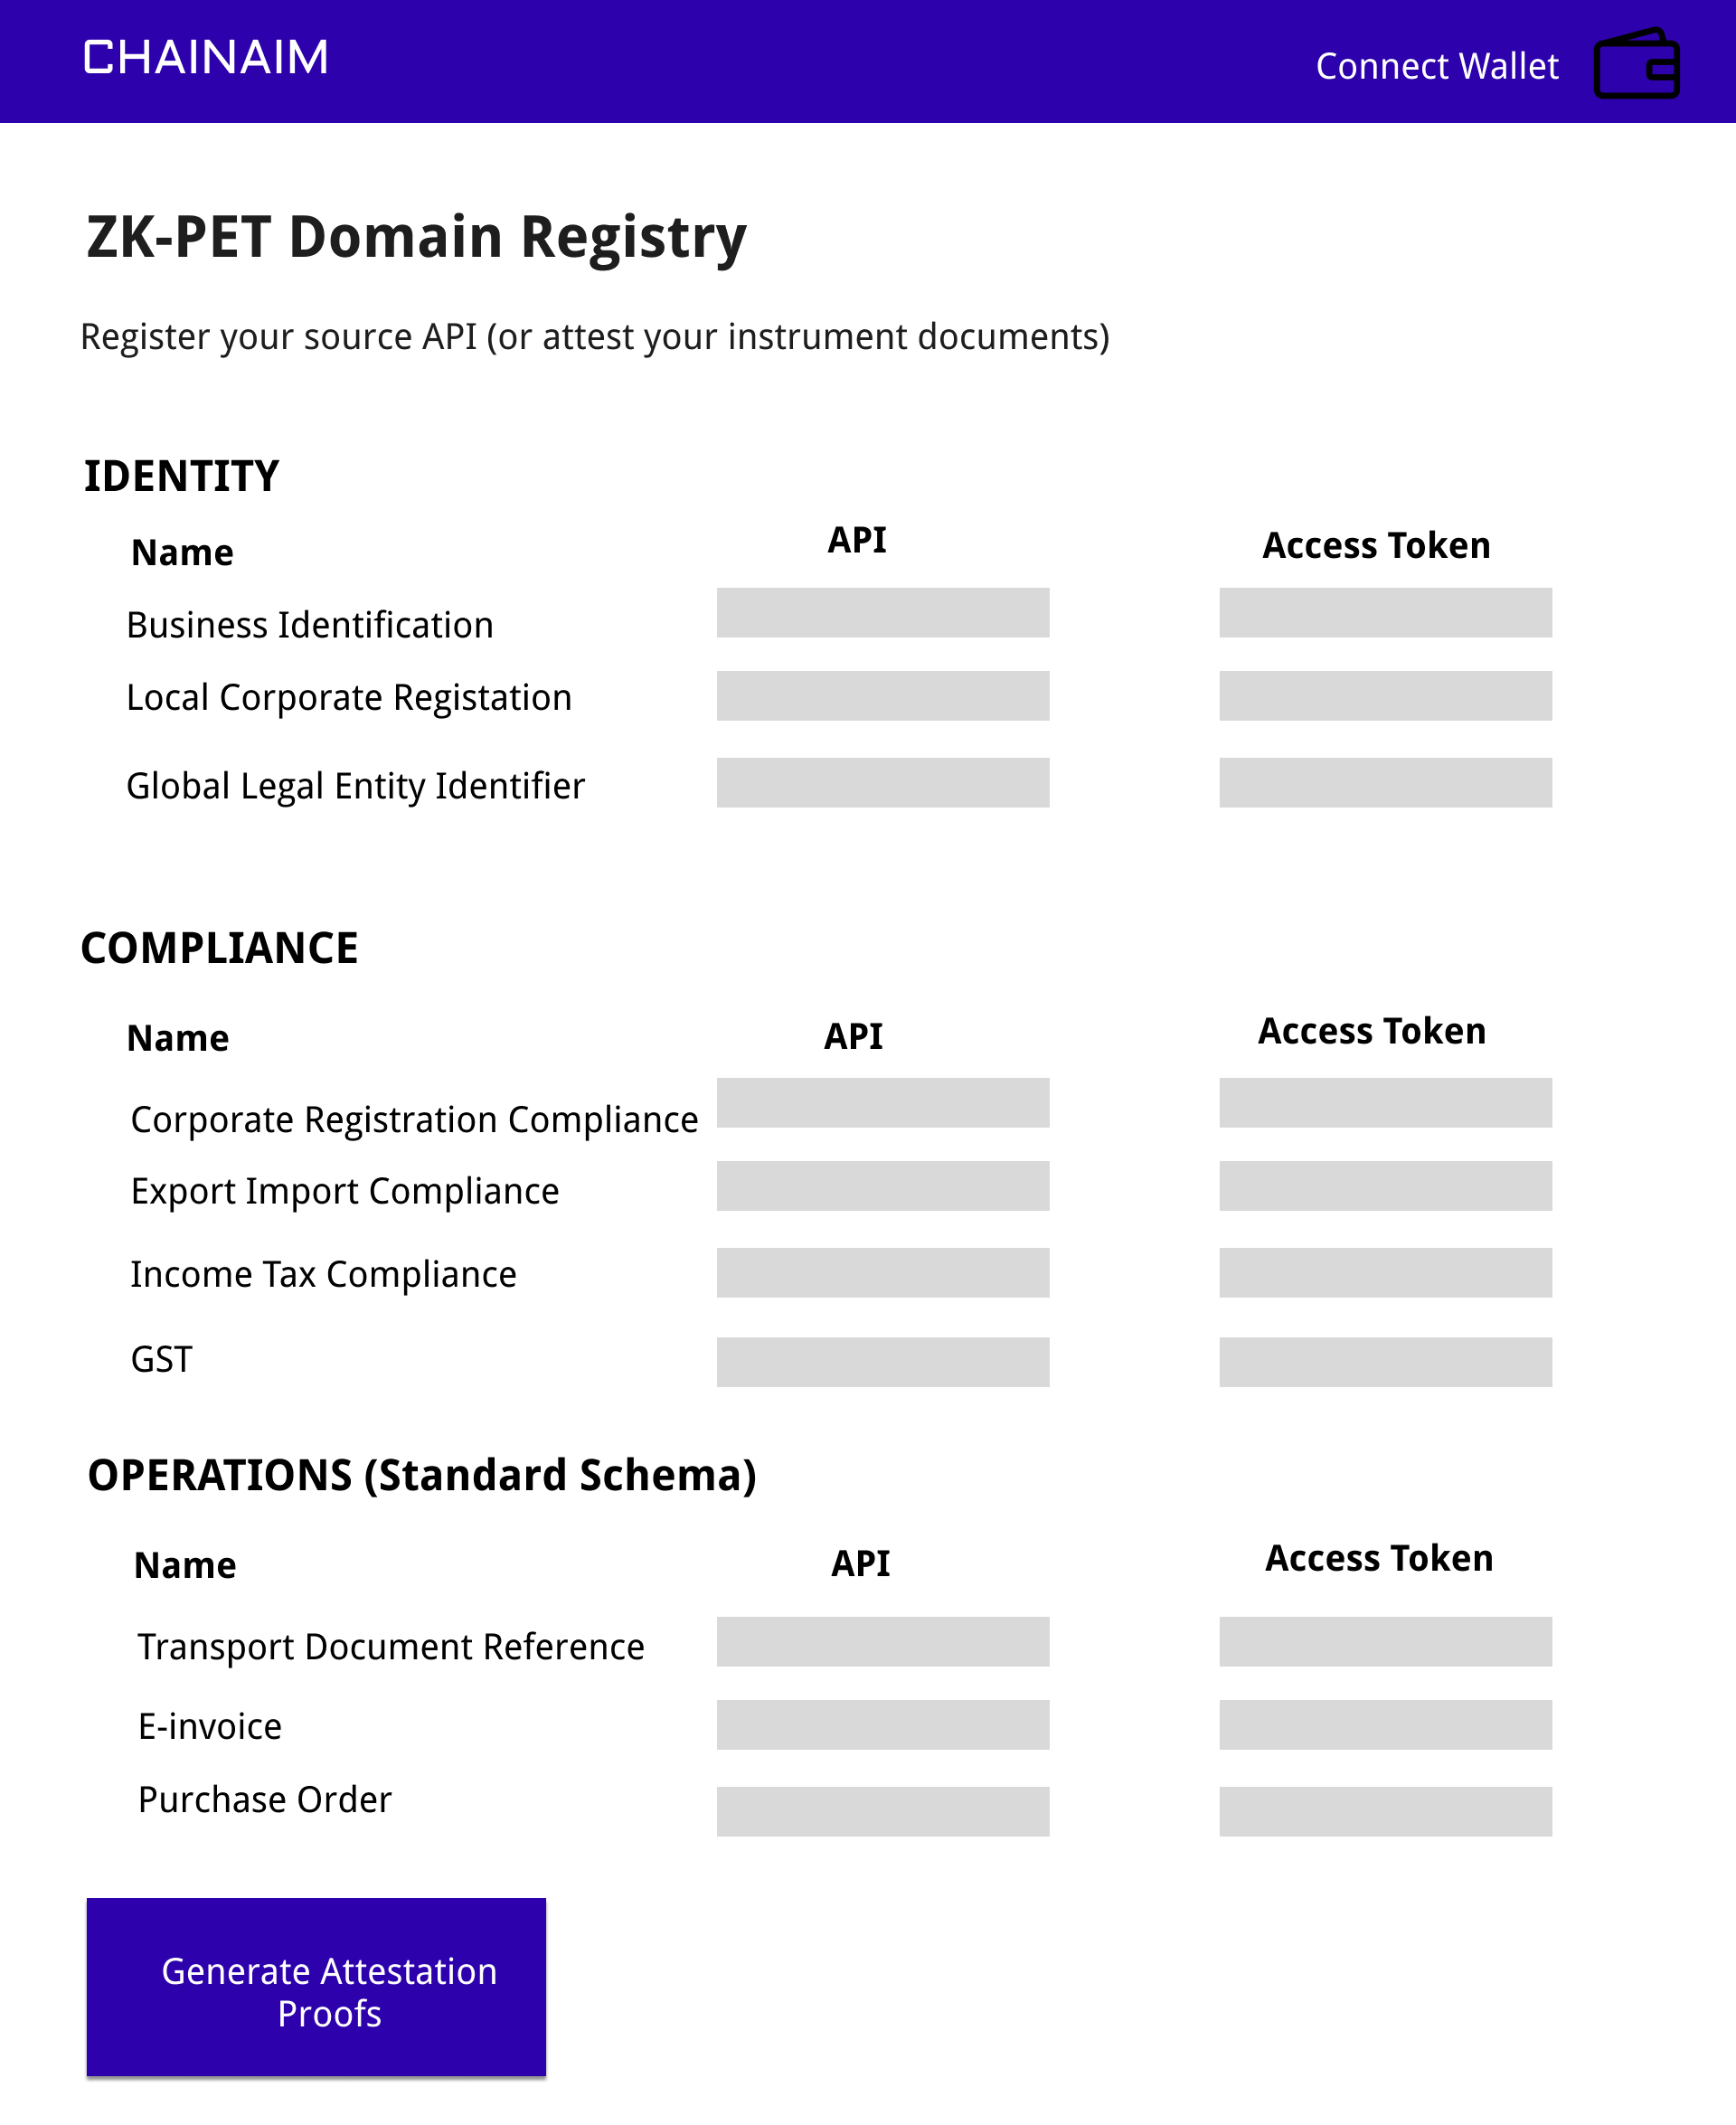 CHAINAIM
Connect Wallet
ZK-PET Domain Registry
Register your source API (or attest your instrument documents)
IDENTITY
Name API Access Token
Business Identification
Local Corporate Registation
Global Legal Entity Identifier
COMPLIANCE
Name API Access Token
Corporate Registration Compliance
Export Import Compliance
Income Tax Compliance
GST
OPERATIONS (Standard Schema)
Name API Access Token
Transport Document Reference
E-invoice
Purchase Order
Generate Attestation
Proofs